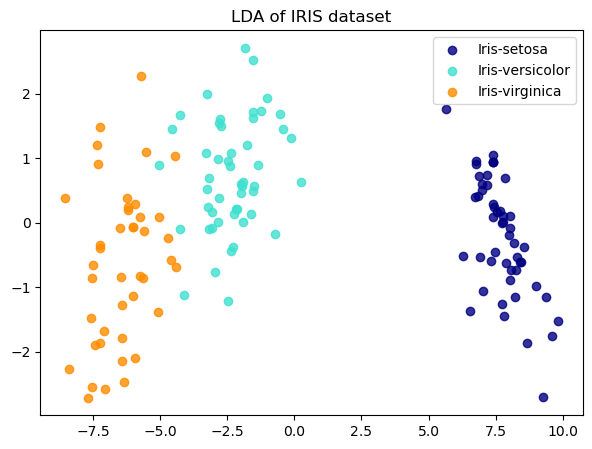 LDA of IRIS dataset
Iris-setosa
Iris-versicolor
Iris-virginica
2
1
0
−1
−2
−7.5 −5.0 −2.5 0.0 2.5 5.0 7.5 10.0